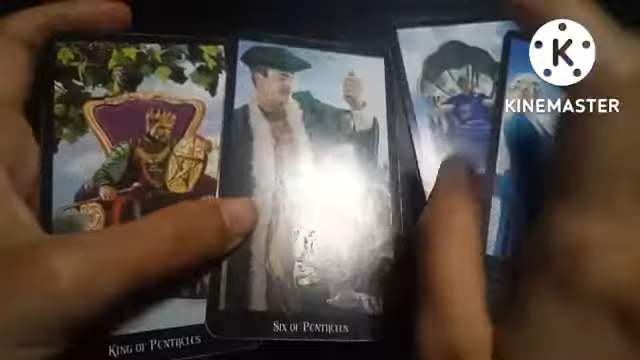 KINEMASTER
KING OF PENTACLES
SIX OF PENTACLES